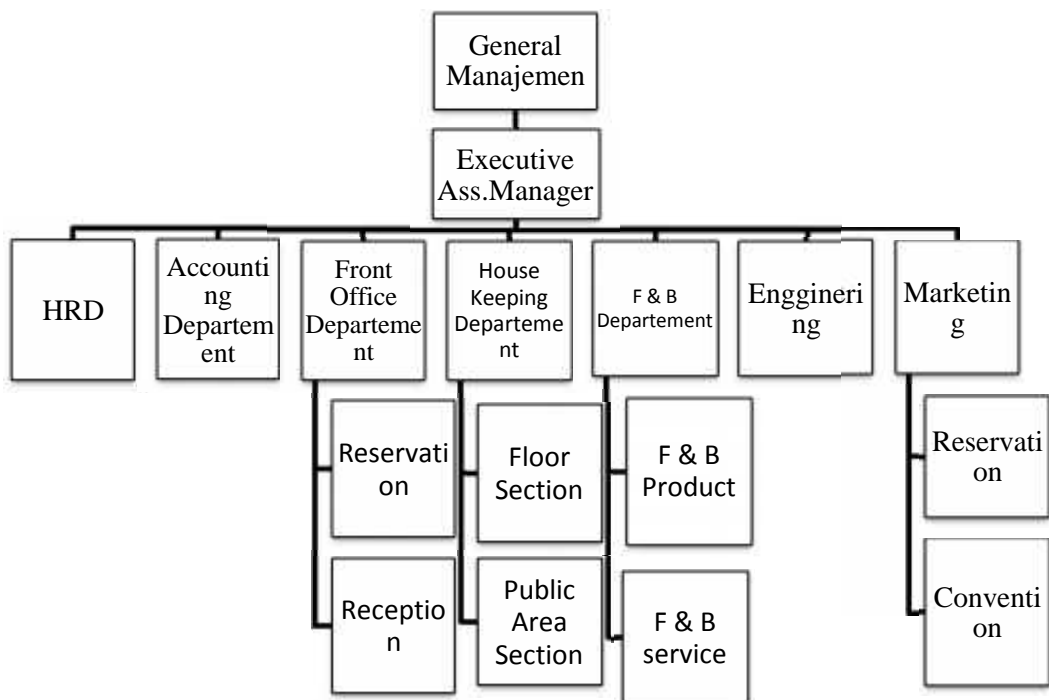 General
Manajemen
Executive
Ass.Manager
HRD
Accounti
ng
Departem
ent
Front
Office
Departeme
nt
House
Keeping
Departeme
nt
F & B
Departement
Enggineri
ng
Marketin
g
Reservati
on
Floor
Section
F & B
Product
Reservati
on
Receptio
n
Public
Area
Section
F & B
service
Conventi
on